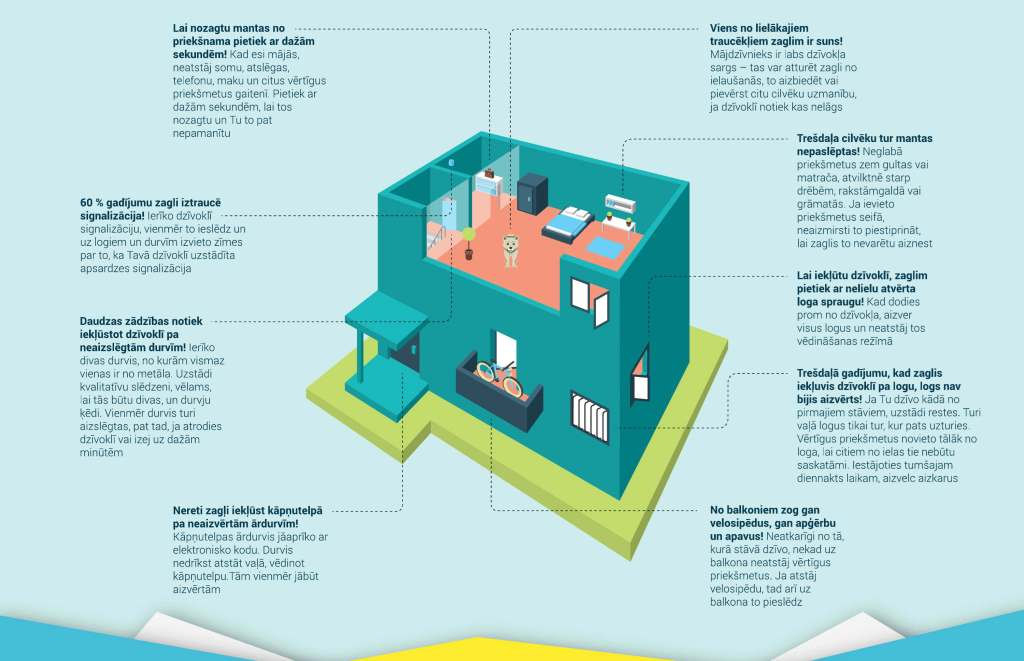 Lai nozagtu mantas no
priekšnama pietiek ar dažām
sekundēm! Kad esi mājās,
neatstāj somu, atslēgas,
telefonu, maku un citus vērtīgus
priekšmetus gaitenī. Pietiek ar
dažām sekundēm, lai tos
nozagtu un Tu to pat
nepamanītu
60 % gadījumu zagli iztraucē
signalizācija! Ierīko dzīvoklī
signalizāciju, vienmēr to ieslēdz un
uz logiem un durvīm izvieto zīmes
par to, ka Tavā dzīvoklī uzstādīta
apsardzes signalizācija
Daudzas zādzības notiek
iekļūstot dzīvoklī pa
neaizslēgtām durvīm! Ierīko
divas durvis, no kurām vismaz
vienas ir no metāla. Uzstādi
kvalitatīvu slēdzeni, vēlams,
lai tās būtu divas, un durvju
ķēdi. Vienmēr durvis turi
aizslēgtas, pat tad, ja atrodies
dzīvoklī vai izej uz dažām
minūtēm
Nereti zagļi iekļūst kāpņutelpā
pa neaizvērtām ārdurvīm!
Kāpņutelpas ārdurvis jāaprīko ar
elektronisko kodu. Durvis
nedrīkst atstāt vaļā, vēdinot
kāpņutelpu.Tām vienmēr jābūt
aizvērtām
Viens no lielākajiem
traucēkļiem zaglim ir suns!
Mājdzīvnieks ir labs dzīvokļa
sargs – tas var atturēt zagli no
ielaušanās, to aizbiedēt vai
pievērst citu cilvēku uzmanību,
ja dzīvoklī notiek kas nelāgs
Trešdaļa cilvēku tur mantas
nepaslēptas! Neglabā
priekšmetus zem gultas vai
matrača, atvilktnē starp
drēbēm, rakstāmgaldā vai
grāmatās. Ja ievieto
priekšmetus seifā,
neaizmirsti to piestiprināt,
lai zaglis to nevarētu aiznest
Lai iekļūtu dzīvoklī, zaglim
pietiek ar nelielu atvērta
loga spraugu! Kad dodies
prom no dzīvokļa, aizver
visus logus un neatstāj tos
vēdināšanas režīmā
Trešdaļā gadījumu, kad zaglis
iekļuvis dzīvoklī pa logu, logs nav
bijis aizvērts! Ja Tu dzīvo kādā no
pirmajiem stāviem, uzstādi restes. Turi
vaļā logus tikai tur, kur pats uzturies.
Vērtīgus priekšmetus novieto tālāk no
loga, lai citiem no ielas tie nebūtu
saskatāmi. Iestājoties tumšajam
diennakts laikam, aizvelc aizkarus
No balkoniem zog gan
velosipēdus, gan apģērbu
un apavus! Neatkarīgi no tā,
kurā stāvā dzīvo, nekad uz
balkona neatstāj vērtīgus
priekšmetus. Ja atstāj
velosipēdu, tad arī uz
balkona to pieslēdz